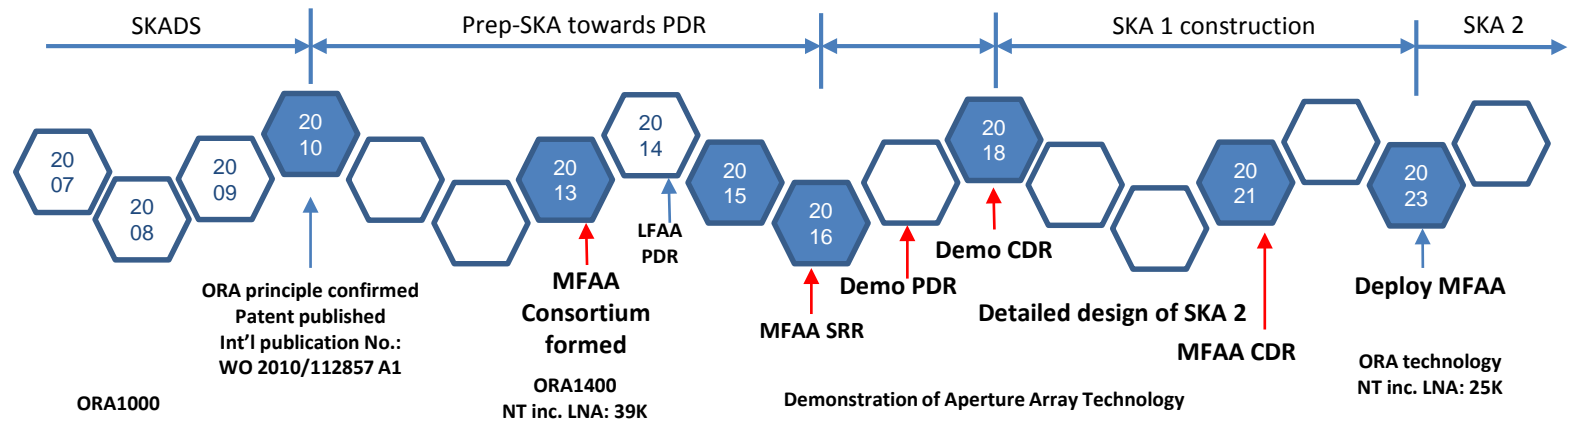 SKADS
Prep-SKA towards PDR
SKA 1 construction
SKA 2
20
07
20
08
20
09
20
10
20
13
20
14
20
15
20
16
20
18
20
21
20
23
ORA principle confirmed
Patent published
Int'l publication No.:
WO 2010/112857 A1
MFAA
Consortium
formed
LFAA
PDR
MFAA SRR
Demo PDR
Demo CDR
Detailed design of SKA 2
MFAA CDR
Deploy MFAA
ORA1000
ORA1400
NT inc. LNA: 39K
Demonstration of Aperture Array Technology
ORA technology
NT inc. LNA: 25K